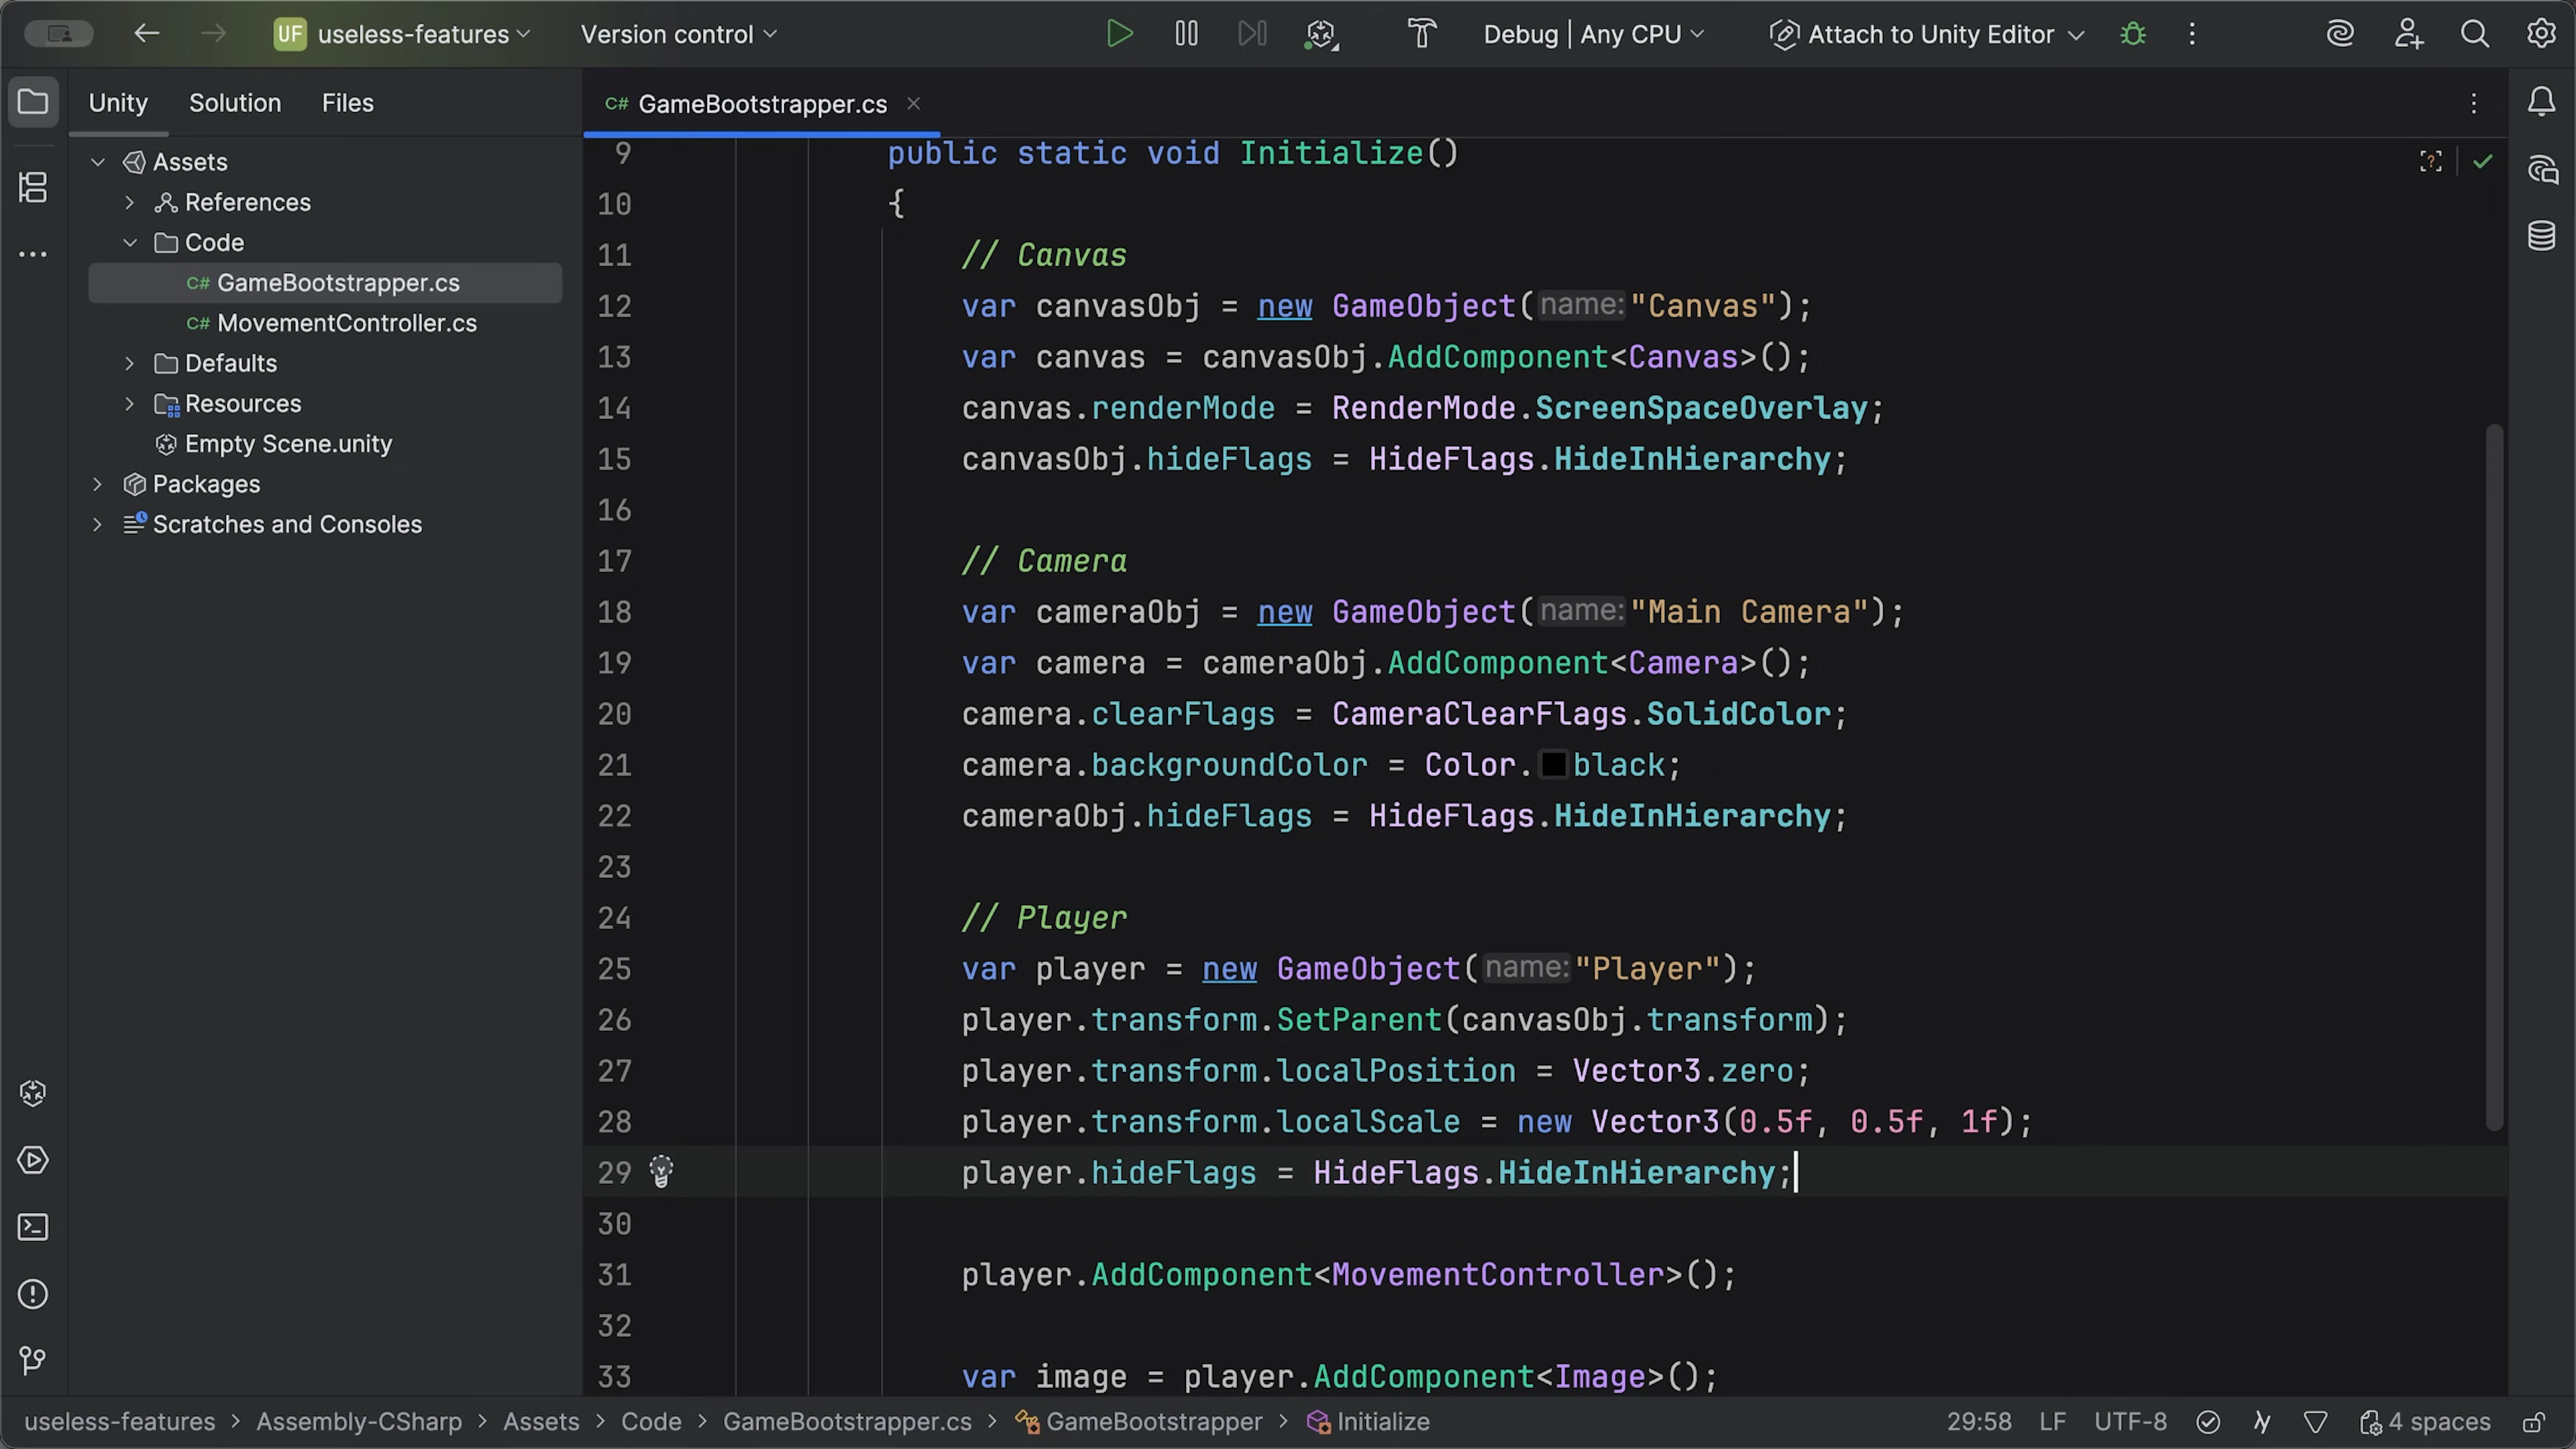 UF useless-features Version control Debug | Any CPU Attach to Unity Editor
Unity Solution Files
C# GameBootstrapper.cs
Assets
References
Code
C# GameBootstrapper.cs
C# MovementController.cs
Defaults
Resources
Empty Scene.unity
Packages
Scratches and Consoles
9 public static void Initialize()
10 {
11 // Canvas
12 var canvasObj = new GameObject(name:"Canvas");
13 var canvas = canvasObj.AddComponent<Canvas>();
14 canvas.renderMode = RenderMode.ScreenSpaceOverlay;
15 canvasObj.hideFlags = HideFlags.HideInHierarchy;
16
17 // Camera
18 var cameraObj = new GameObject(name:"Main Camera");
19 var camera = cameraObj.AddComponent<Camera>();
20 camera.clearFlags = CameraClearFlags.SolidColor;
21 camera.backgroundColor = Color.black;
22 cameraObj.hideFlags = HideFlags.HideInHierarchy;
23
24 // Player
25 var player = new GameObject(name:"Player");
26 player.transform.SetParent(canvasObj.transform);
27 player.transform.localPosition = Vector3.zero;
28 player.transform.localScale = new Vector3(0.5f, 0.5f, 1f);
29 player.hideFlags = HideFlags.HideInHierarchy;
30
31 player.AddComponent<MovementController>();
32
33 var image = player.AddComponent<Image>();
useless-features > Assembly-CSharp > Assets > Code > GameBootstrapper.cs > GameBootstrapper > Initialize 29:58 LF UTF-8 4 spaces